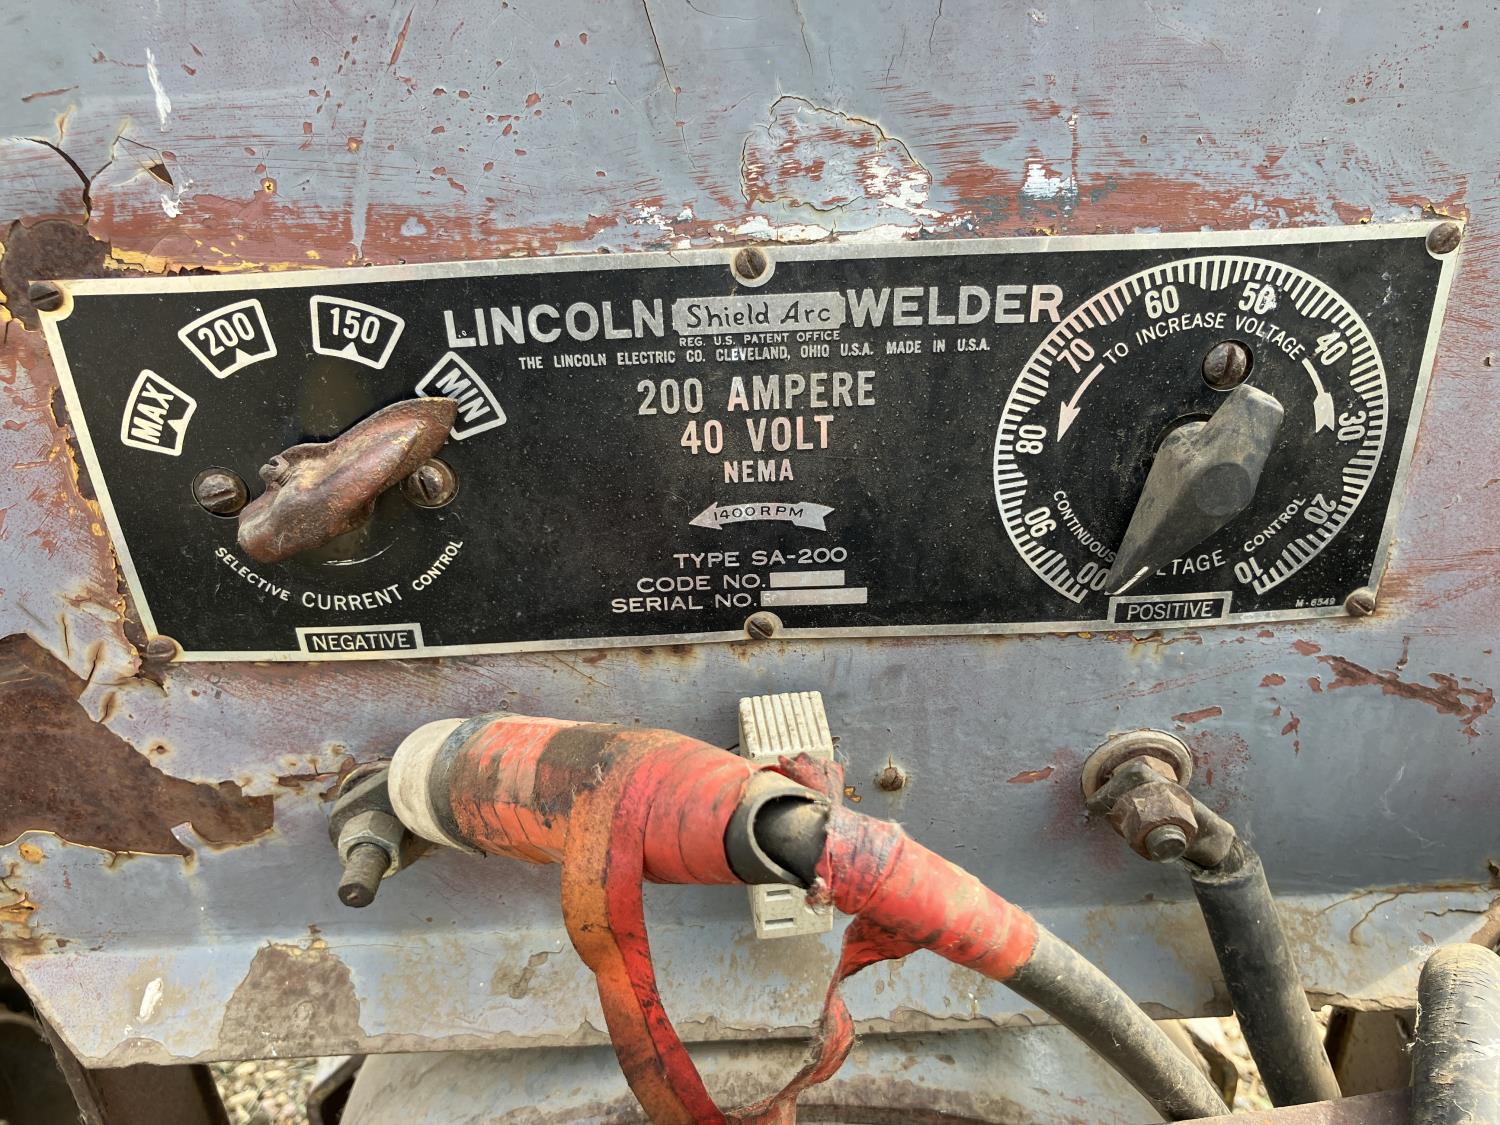 MAX
200
150
MIN
SELECTIVE CURRENT CONTROL
NEGATIVE
LINCOLN Shield Arc WELDER
REG. U.S. PATENT OFFICE
THE LINCOLN ELECTRIC CO. CLEVELAND, OHIO U.S.A. MADE IN U.S.A.
200 AMPERE
40 VOLT
NEMA
1400 RPM
TYPE SA-200
CODE NO.
SERIAL NO.
TO INCREASE VOLTAGE
100 90 80 70 60 50 40 30 20 10
CONTINUOUS LTAGE CONTROL
POSITIVE
M-6549